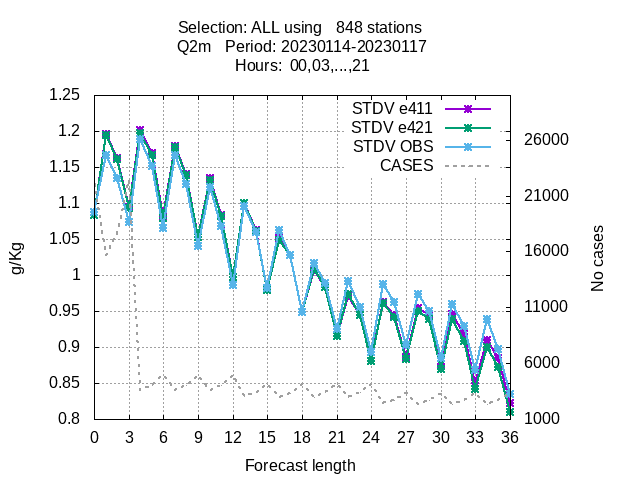 Selection: ALL using   848 stations
Q2m   Period: 20230114-20230117
Hours: 00,03,...,21
1.25
1.2
1.15
1.1
1.05
1
0.95
0.9
0.85
0.8
g/Kg
STDV e411
STDV e421
STDV OBS
CASES
26000
21000
16000
11000
6000
1000
No cases
0 3 6 9 12 15 18 21 24 27 30 33 36
Forecast length